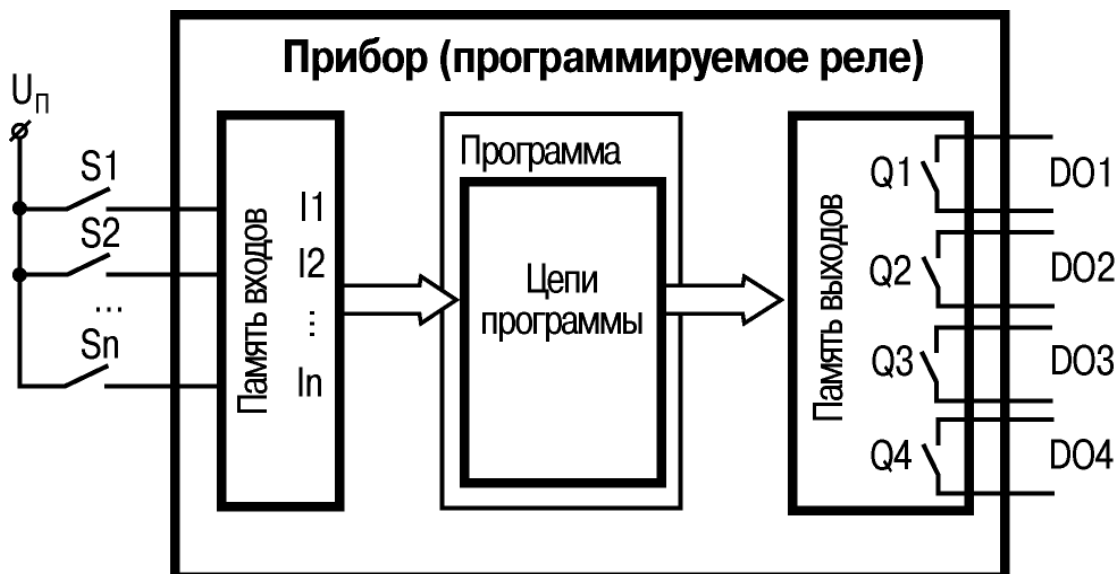 Прибор (программируемое реле)
UП
S1
S2
...
Sn
Память входов
I1
I2
...
In
Программа
Цепи
программы
Память выходов
Q1
Q2
Q3
Q4
DO1
DO2
DO3
DO4